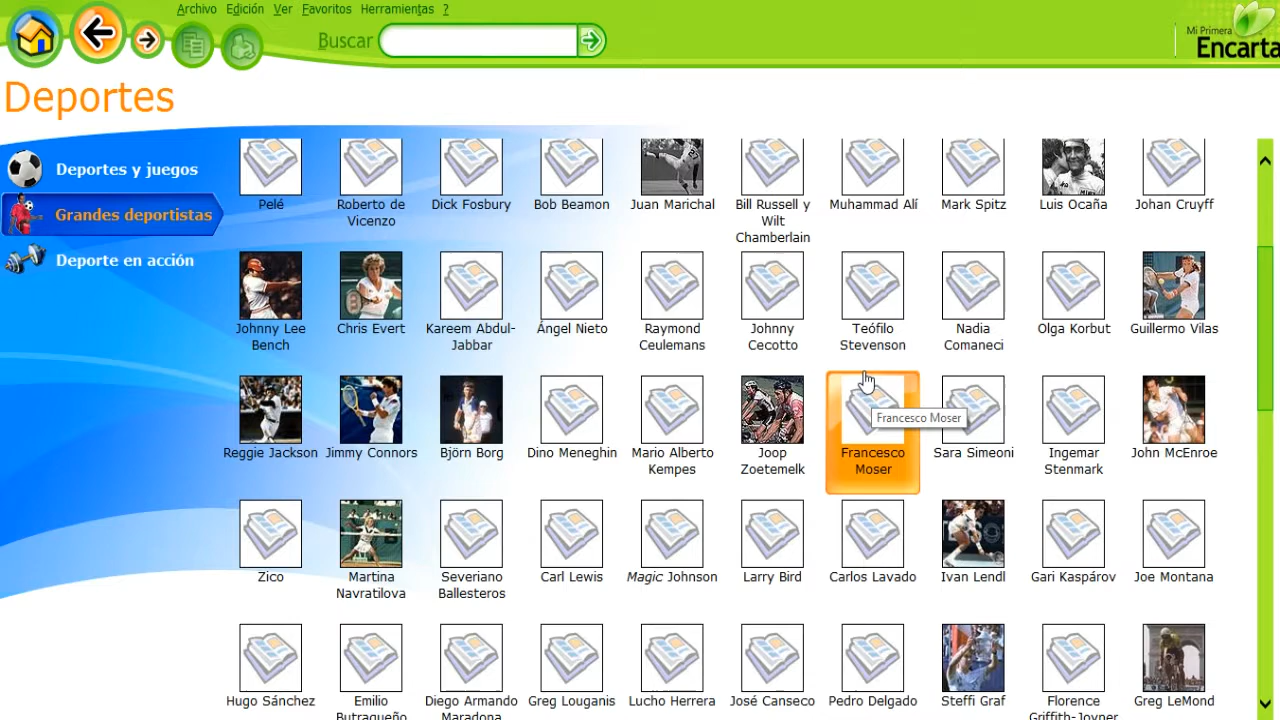 Archivo Edición Ver Favoritos Herramientas ?
Buscar
Mi Primera
Encarta
Deportes
Deportes y juegos
Grandes deportistas
Deporte en acción
Pelé
Roberto de
Vicenzo
Dick Fosbury
Bob Beamon
Juan Marichal
Bill Russell y
Wilt
Chamberlain
Muhammad Alí
Mark Spitz
Luis Ocaña
Johan Cruyff
Johnny Lee
Bench
Chris Evert
Kareem Abdul-
Jabbar
Ángel Nieto
Raymond
Ceulemans
Johnny
Cecotto
Teófilo
Stevenson
Nadia
Comaneci
Olga Korbut
Guillermo Vilas
Reggie Jackson
Jimmy Connors
Björn Borg
Dino Meneghin
Mario Alberto
Kempes
Joop
Zoetemelk
Francesco Moser
Francesco
Moser
Sara Simeoni
Ingemar
Stenmark
John McEnroe
Zico
Martina
Navratilova
Severiano
Ballesteros
Carl Lewis
Magic Johnson
Larry Bird
Carlos Lavado
Ivan Lendl
Gari Kaspárov
Joe Montana
Hugo Sánchez
Emilio
Butragueño
Diego Armando
Maradona
Greg Louganis
Lucho Herrera
José Canseco
Pedro Delgado
Steffi Graf
Florence
Griffith-Joyner
Greg LeMond